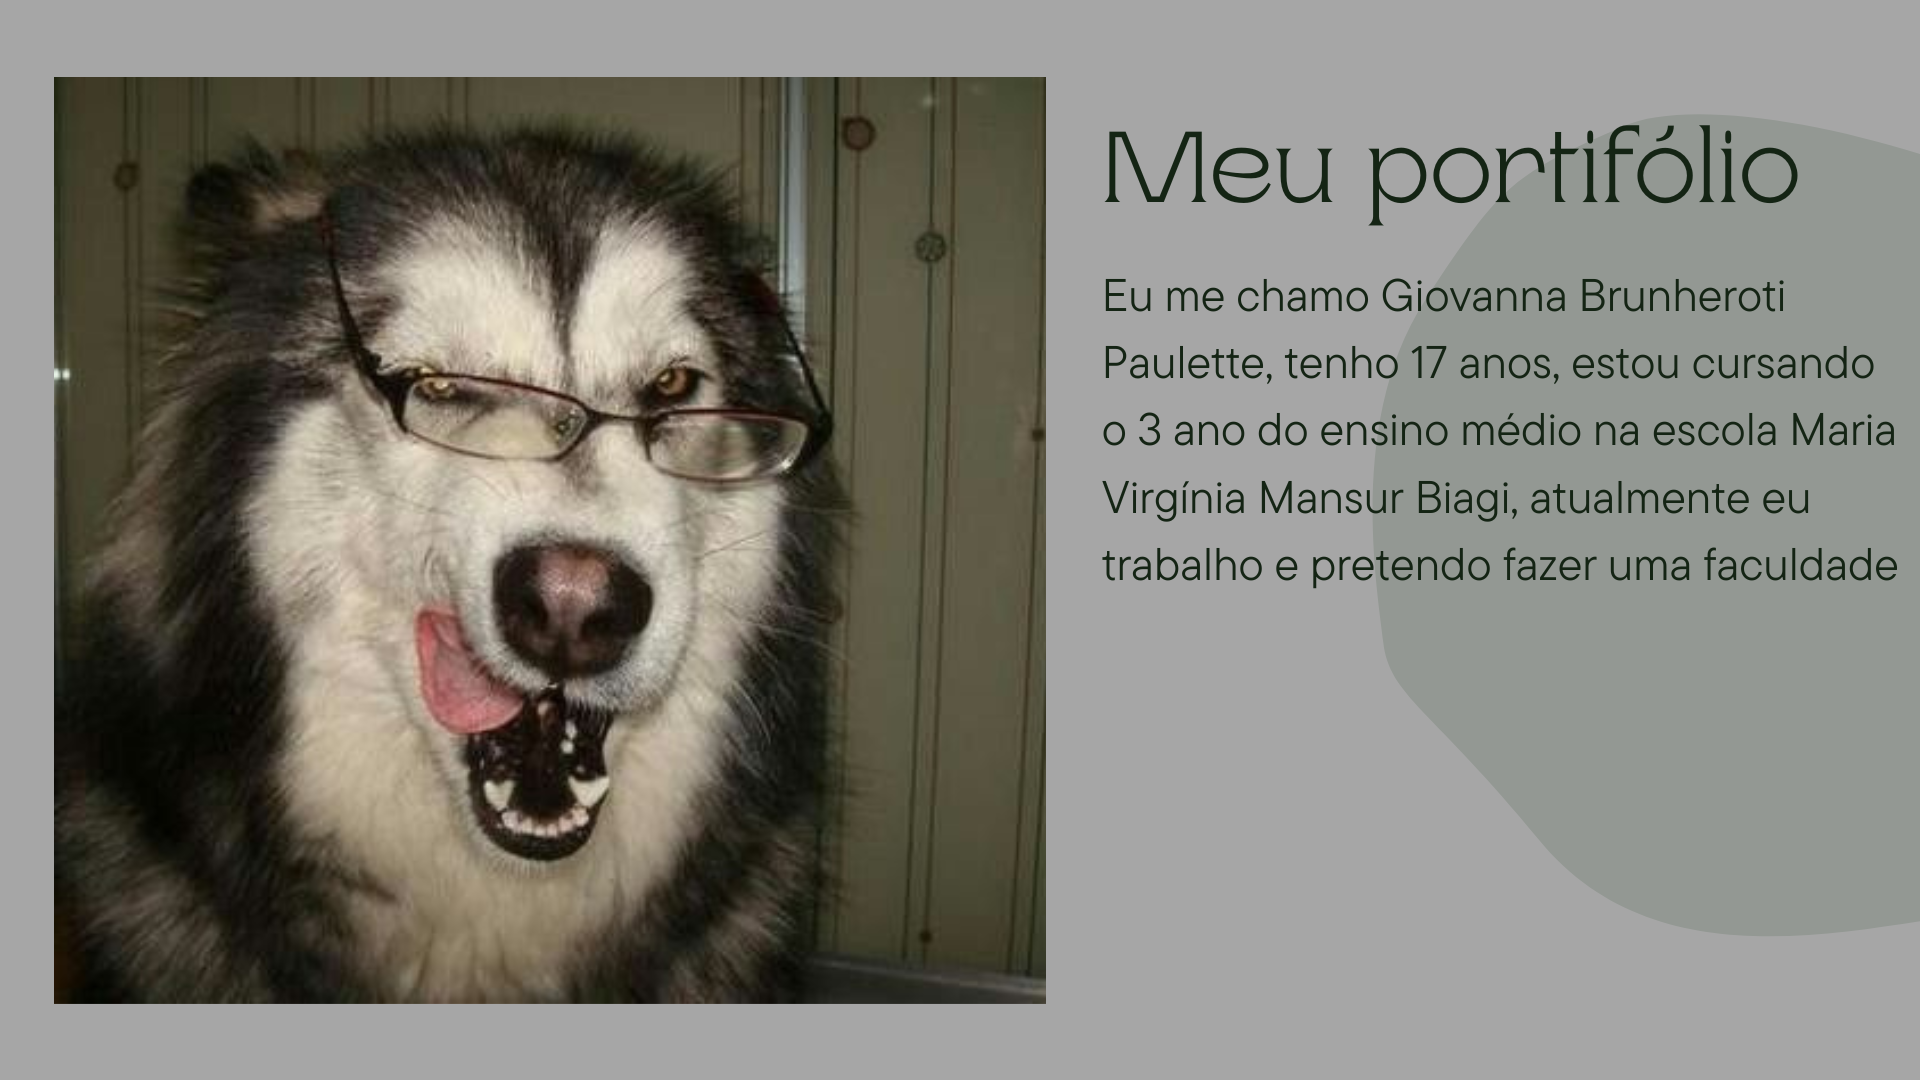 Meu portifólio
Eu me chamo Giovanna Brunheroti
Paulette, tenho 17 anos, estou cursando
o 3 ano do ensino médio na escola Maria
Virgínia Mansur Biagi, atualmente eu
trabalho e pretendo fazer uma faculdade